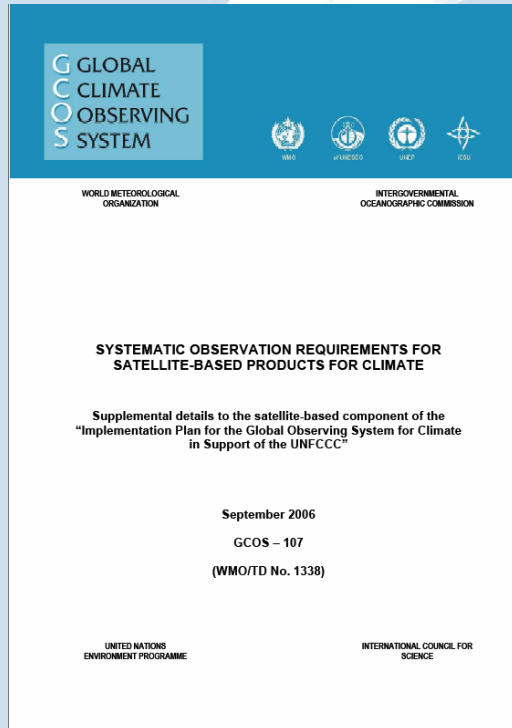 GLOBAL
CLIMATE
OBSERVING
SYSTEM
WMO
of UNESCO
UNEP
ICSU
WORLD METEOROLOGICAL
ORGANIZATION
INTERGOVERNMENTAL
OCEANOGRAPHIC COMMISSION
SYSTEMATIC OBSERVATION REQUIREMENTS FOR
SATELLITE-BASED PRODUCTS FOR CLIMATE
Supplemental details to the satellite-based component of the
“Implementation Plan for the Global Observing System for Climate
in Support of the UNFCCC”
September 2006
GCOS – 107
(WMO/TD No. 1338)
UNITED NATIONS
ENVIRONMENT PROGRAMME
INTERNATIONAL COUNCIL FOR
SCIENCE